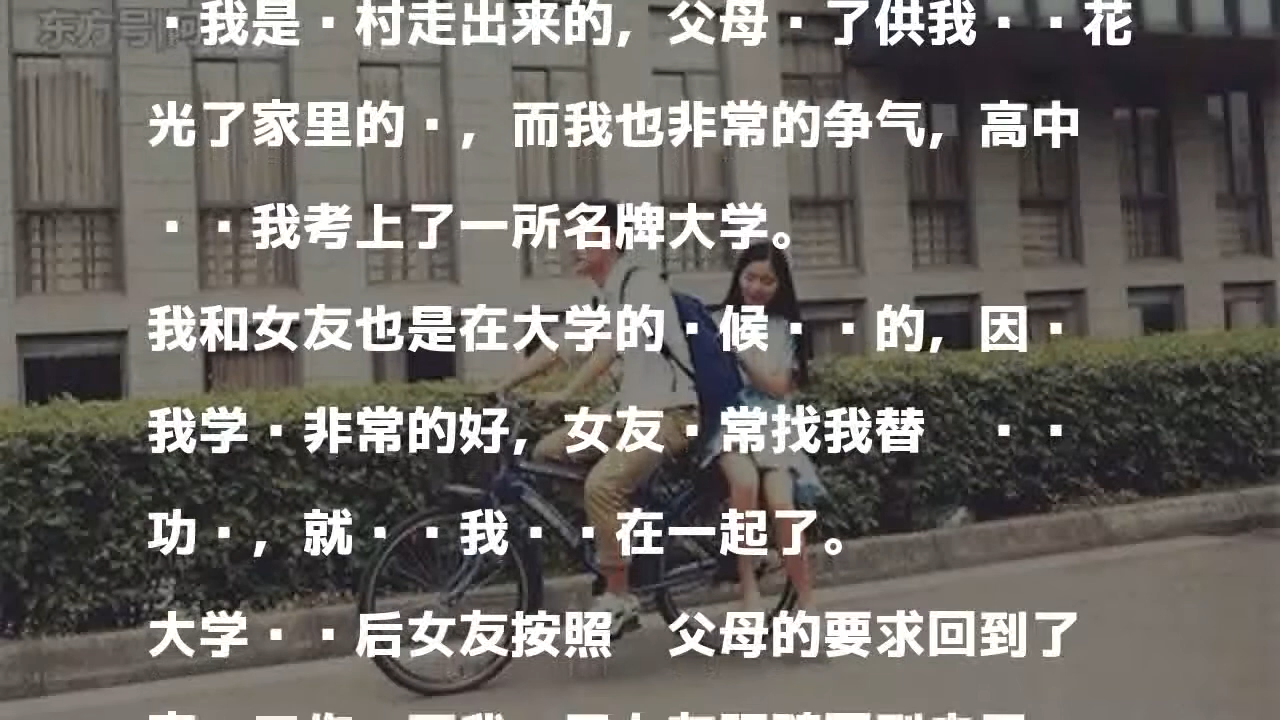 东方号|阿
·我是·村走出来的，父母·了供我··花
光了家里的·，而我也非常的争气，高中
··我考上了一所名牌大学。
我和女友也是在大学的·候··的，因·
我学·非常的好，女友·常找我替　··
功·，就··我··在一起了。
大学··后女友按照　父母的要求回到了